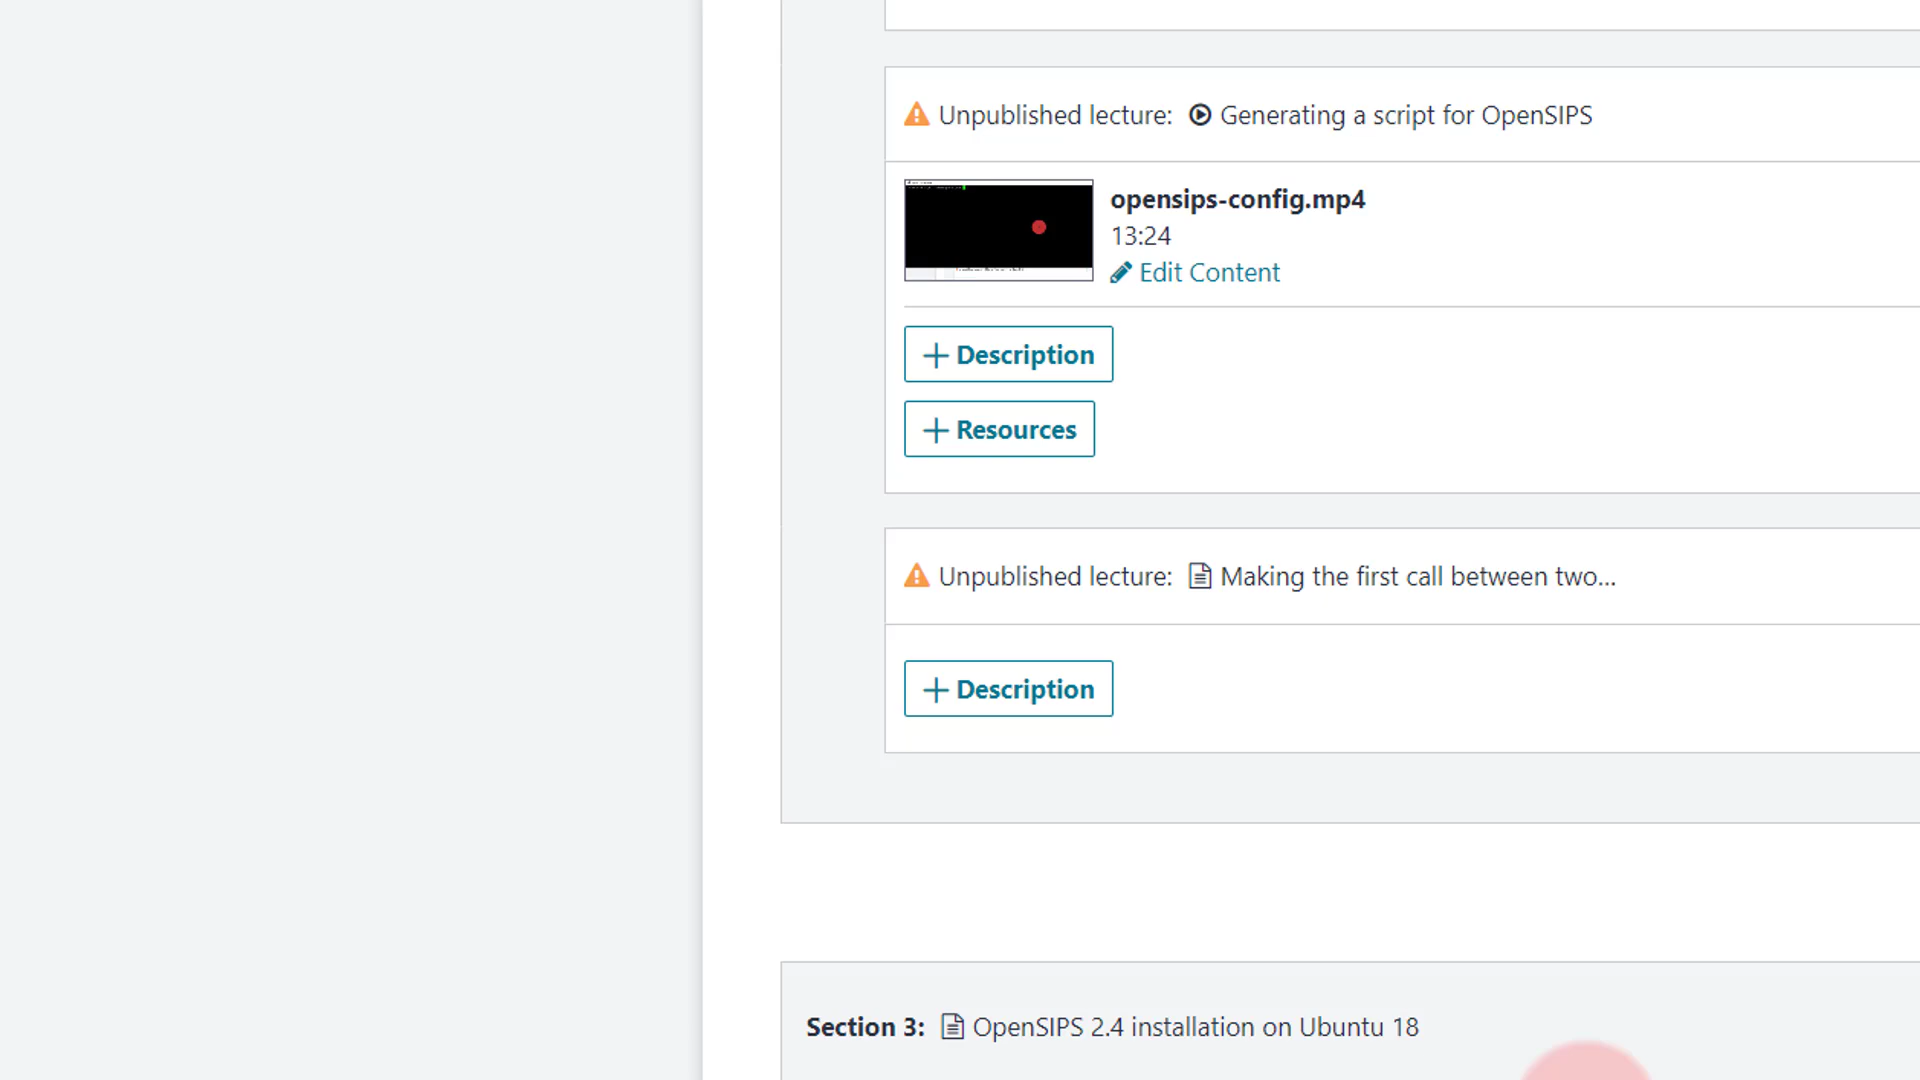 Unpublished lecture: Generating a script for OpenSIPS
opensips-config.mp4
13:24
Edit Content
+ Description
+ Resources
Unpublished lecture: Making the first call between two...
+ Description
Section 3: OpenSIPS 2.4 installation on Ubuntu 18